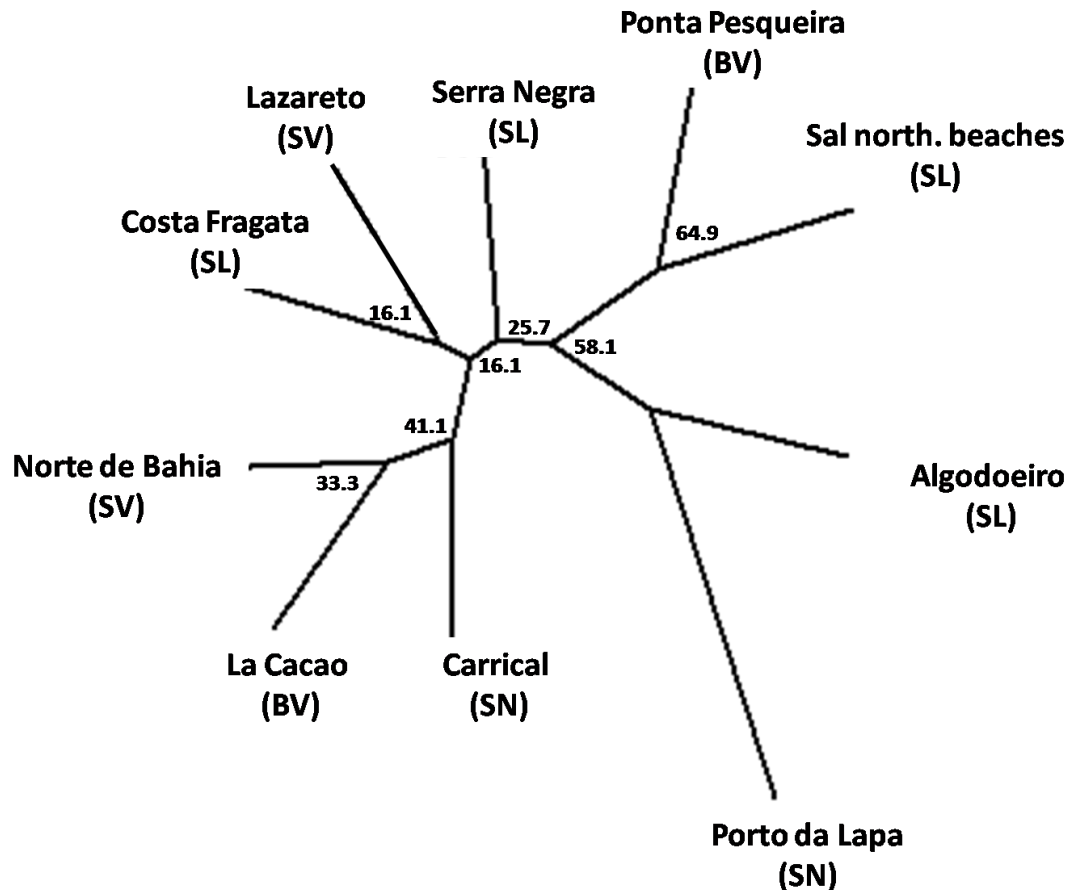 Ponta Pesqueira
(BV)
Lazareto
(SV)
Serra Negra
(SL)
Sal north. beaches
(SL)
Costa Fragata
(SL)
64.9
16.1
25.7
58.1
16.1
41.1
Norte de Bahia
(SV)
33.3
Algodoeiro
(SL)
La Cacao
(BV)
Carrical
(SN)
Porto da Lapa
(SN)